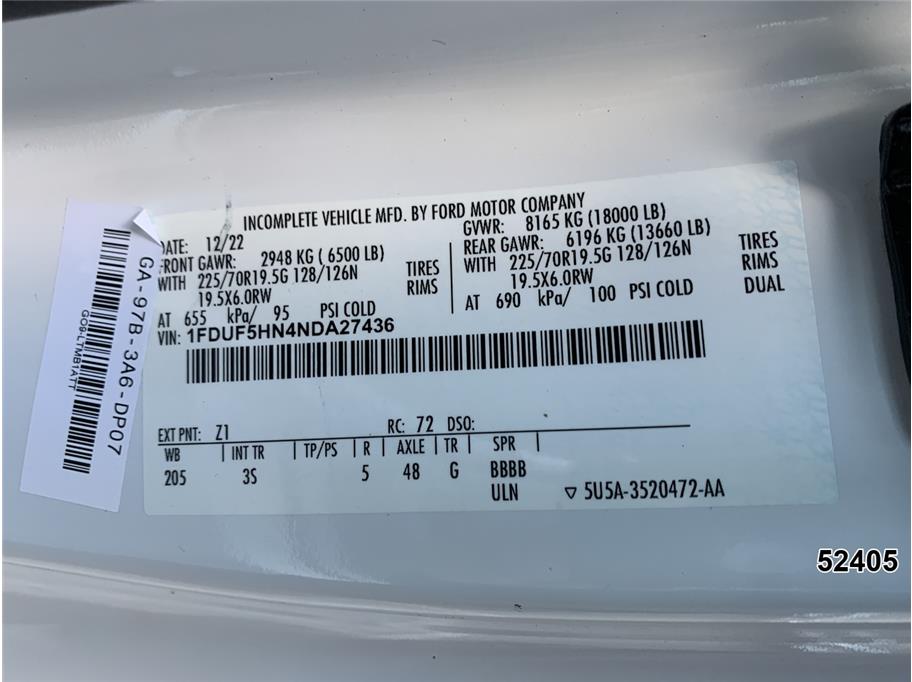 INCOMPLETE VEHICLE MFD. BY FORD MOTOR COMPANY
DATE: 12/22
GVWR: 8165 KG (18000 LB)
FRONT GAWR: 2948 KG ( 6500 LB)
REAR GAWR: 6196 KG (13660 LB)
WITH 225/70R19.5G 128/126N TIRES
WITH 225/70R19.5G 128/126N TIRES
19.5X6.0RW RIMS
19.5X6.0RW RIMS
AT 655 kPa/ 95 PSI COLD
AT 690 kPa/ 100 PSI COLD DUAL
VIN: 1FDUF5HN4NDA27436
EXT PNT: Z1 RC: 72 DSO:
WB INT TR TP/PS R AXLE TR SPR
205 3S 5 48 G BBBB
ULN ▽ 5U5A-3520472-AA
GA-97B-3A6-DP07
GO9-LTMB1ATT
52405